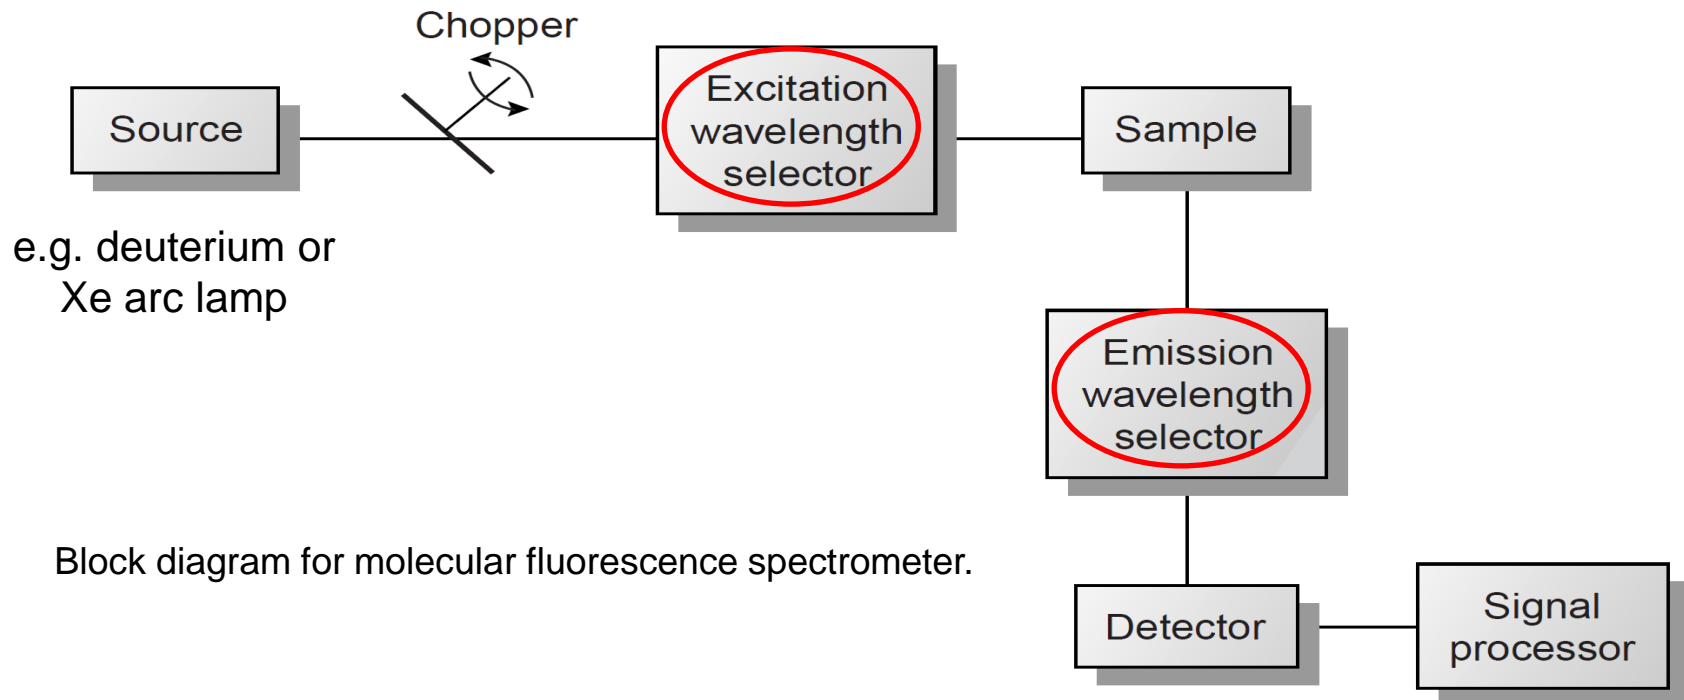 Chopper
Source
Excitation
wavelength
selector
Sample
e.g. deuterium or
Xe arc lamp
Emission
wavelength
selector
Block diagram for molecular fluorescence spectrometer.
Detector
Signal
processor